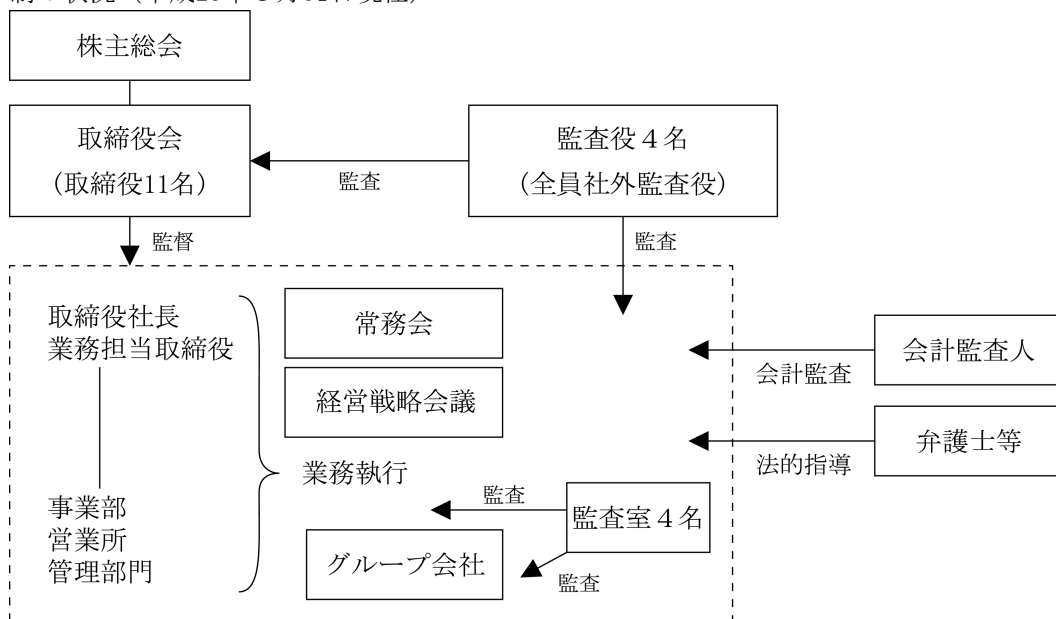 株主総会
取締役会
（取締役11名）
監査役４名
（全員社外監査役）
監査
監督
監査
取締役社長
業務担当取締役
常務会
経営戦略会議
会計監査人
会計監査
弁護士等
法的指導
業務執行
監査
監査室４名
事業部
営業所
管理部門
グループ会社
監査